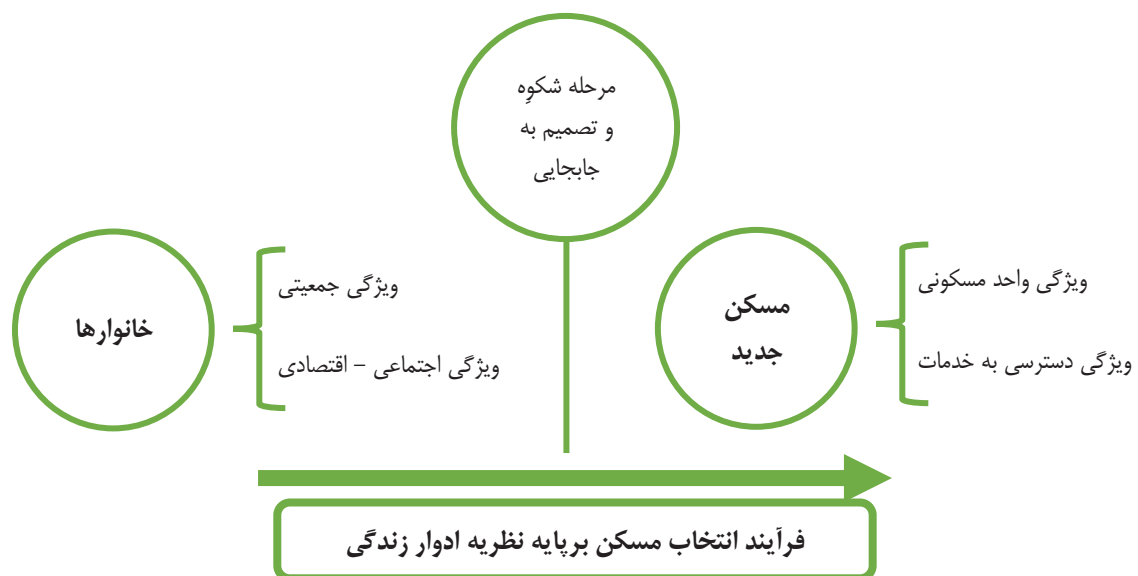 مرحله شکوِه
و تصمیم به
جابجایی
خانوارها
ویژگی جمعیتی
ویژگی اجتماعی – اقتصادی
مسکن
جدید
ویژگی واحد مسکونی
ویژگی دسترسی به خدمات
فرآیند انتخاب مسکن برپایه نظریه ادوار زندگی